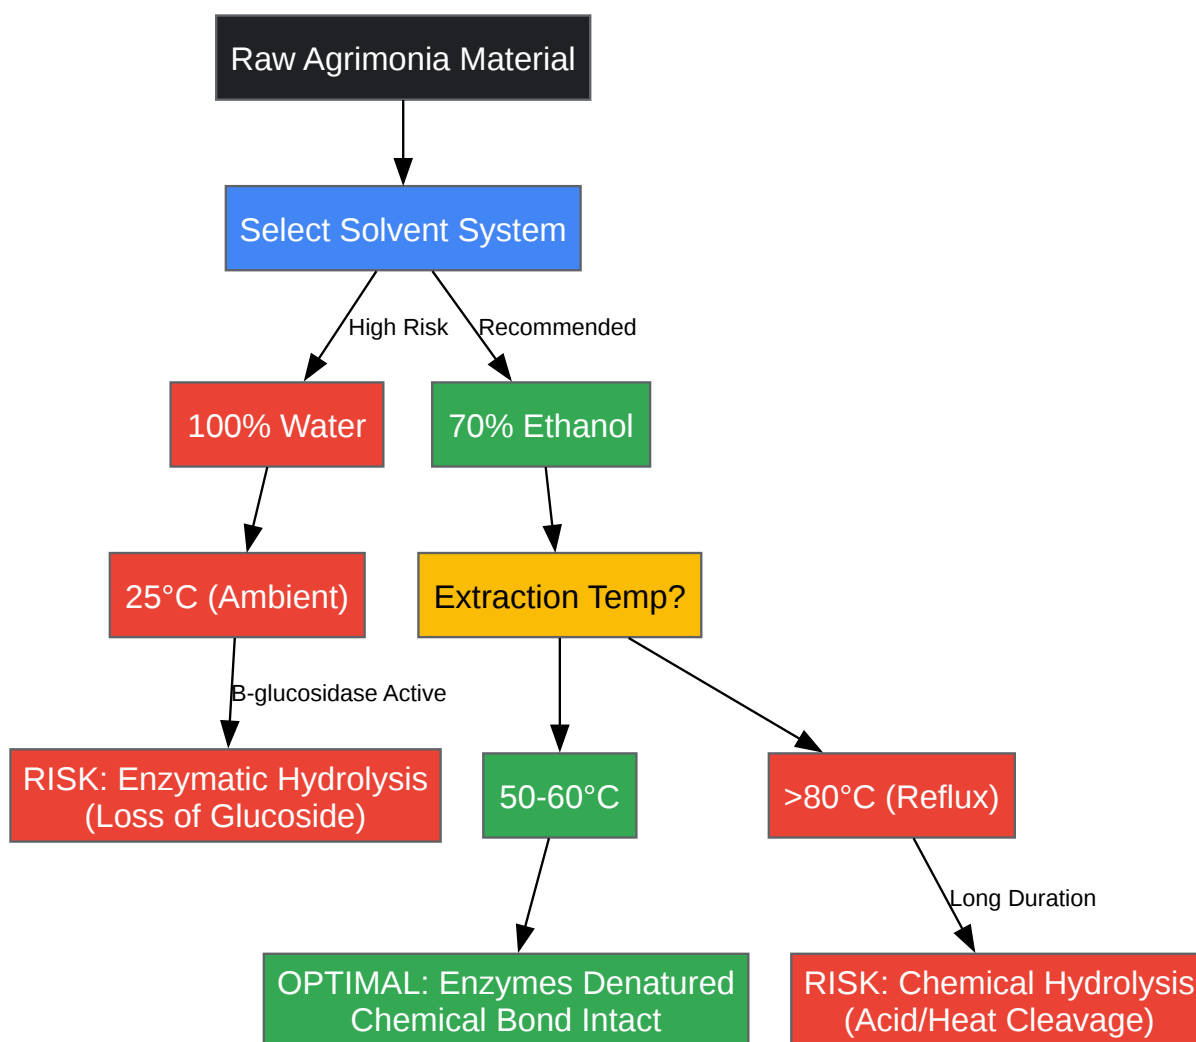 Raw Agrimonia Material
Select Solvent System
High Risk
Recommended
100% Water
70% Ethanol
25°C (Ambient)
Extraction Temp?
B-glucosidase Active
RISK: Enzymatic Hydrolysis
(Loss of Glucoside)
50-60°C
>80°C (Reflux)
Long Duration
OPTIMAL: Enzymes Denatured
Chemical Bond Intact
RISK: Chemical Hydrolysis
(Acid/Heat Cleavage)